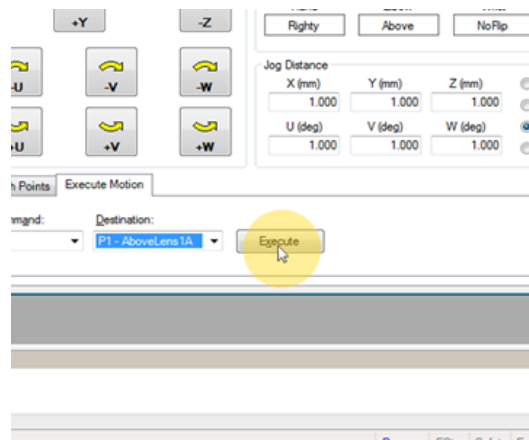 +Y
-Z
Righty
Above
NoFlip
Jog Distance
X (mm)
Y (mm)
Z (mm)
1.000
1.000
1.000
-U
-V
-W
U (deg)
V (deg)
W (deg)
1.000
1.000
1.000
+U
+V
+W
Points
Execute Motion
Destination:
P1 - AboveLens1A
Execute